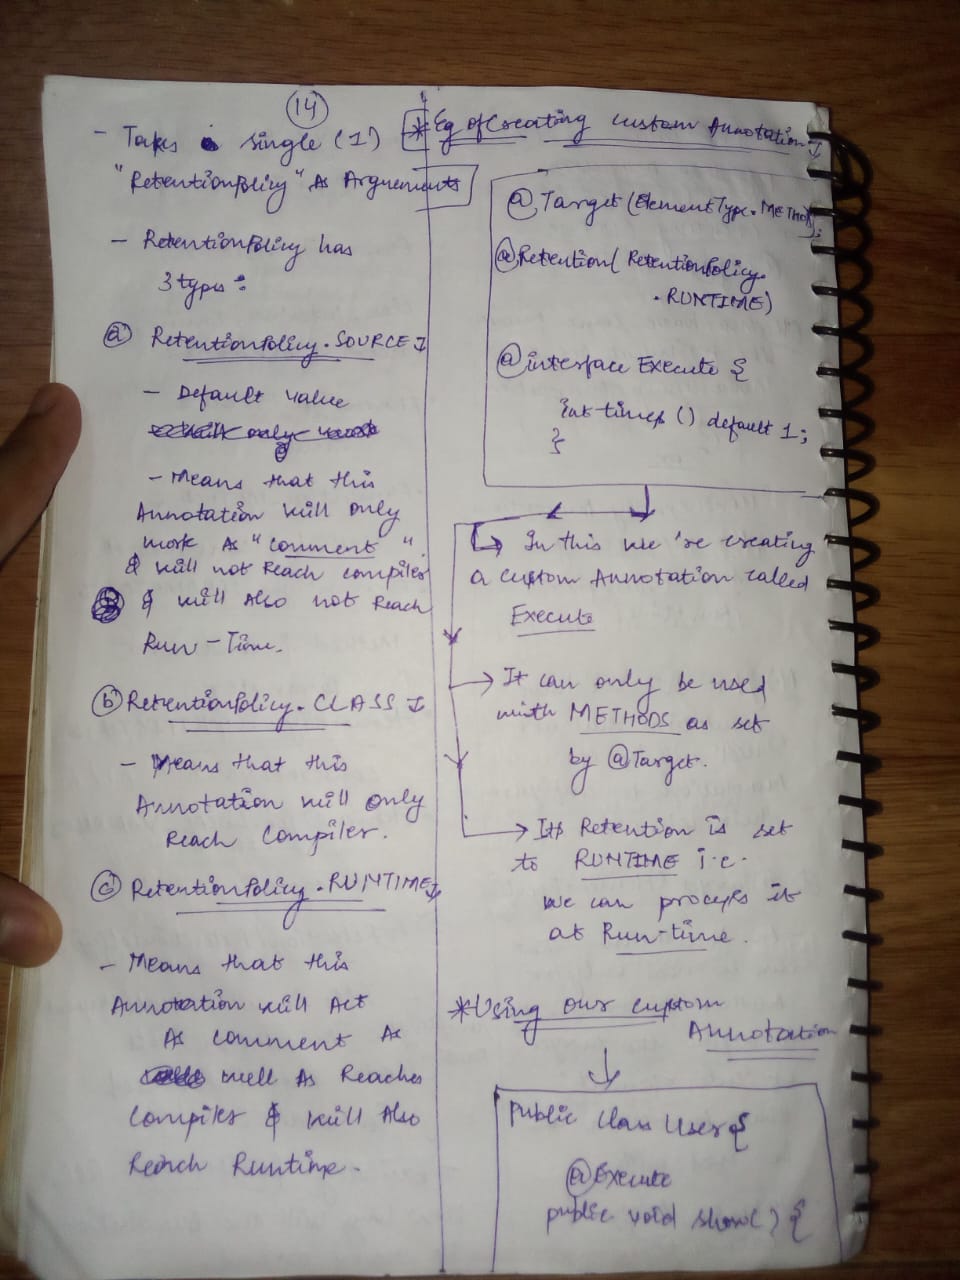 14
- Takes single (1)
"RetentionPolicy" As Arguements
- RetentionPolicy has
3 types :
a) RetentionPolicy.SOURCE
- Default value
- Means that this
Annotation will only
work As "comment".
& will not Reach compiler
& will Also not Reach
Run-Time.
b) RetentionPolicy.CLASS
- Means that this
Annotation will only
Reach Compiler.
c) RetentionPolicy.RUNTIME
- Means that this
Annotation will Act
As comment As
well As Reaches
Compiler & will Also
Reach Runtime.
* Eg of Creating custom Annotation
@Target(ElementType.METHOD);
@Retention(RetentionPolicy.
.RUNTIME)
@interface Execute {
int times () default 1;
}
In this we 're creating
a custom Annotation called
Execute
→ It can only be used
with METHODS as set
by @Target.
→ Its Retention is set
to RUNTIME i.e.
we can process it
at Run-time.
*Using our custom
Annotation
public class User {
@Execute
public void show() {